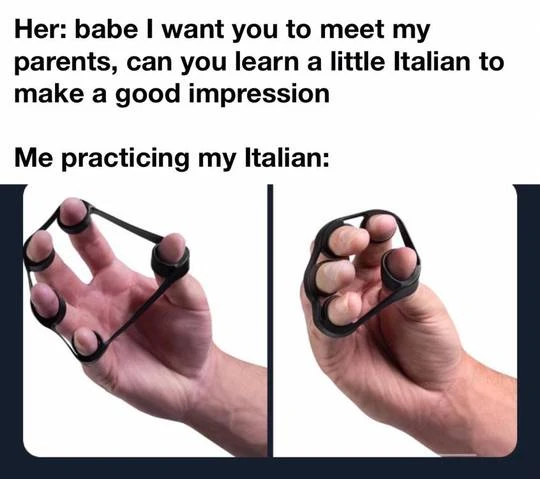 Her: babe I want you to meet my
parents, can you learn a little Italian to
make a good impression
Me practicing my Italian: